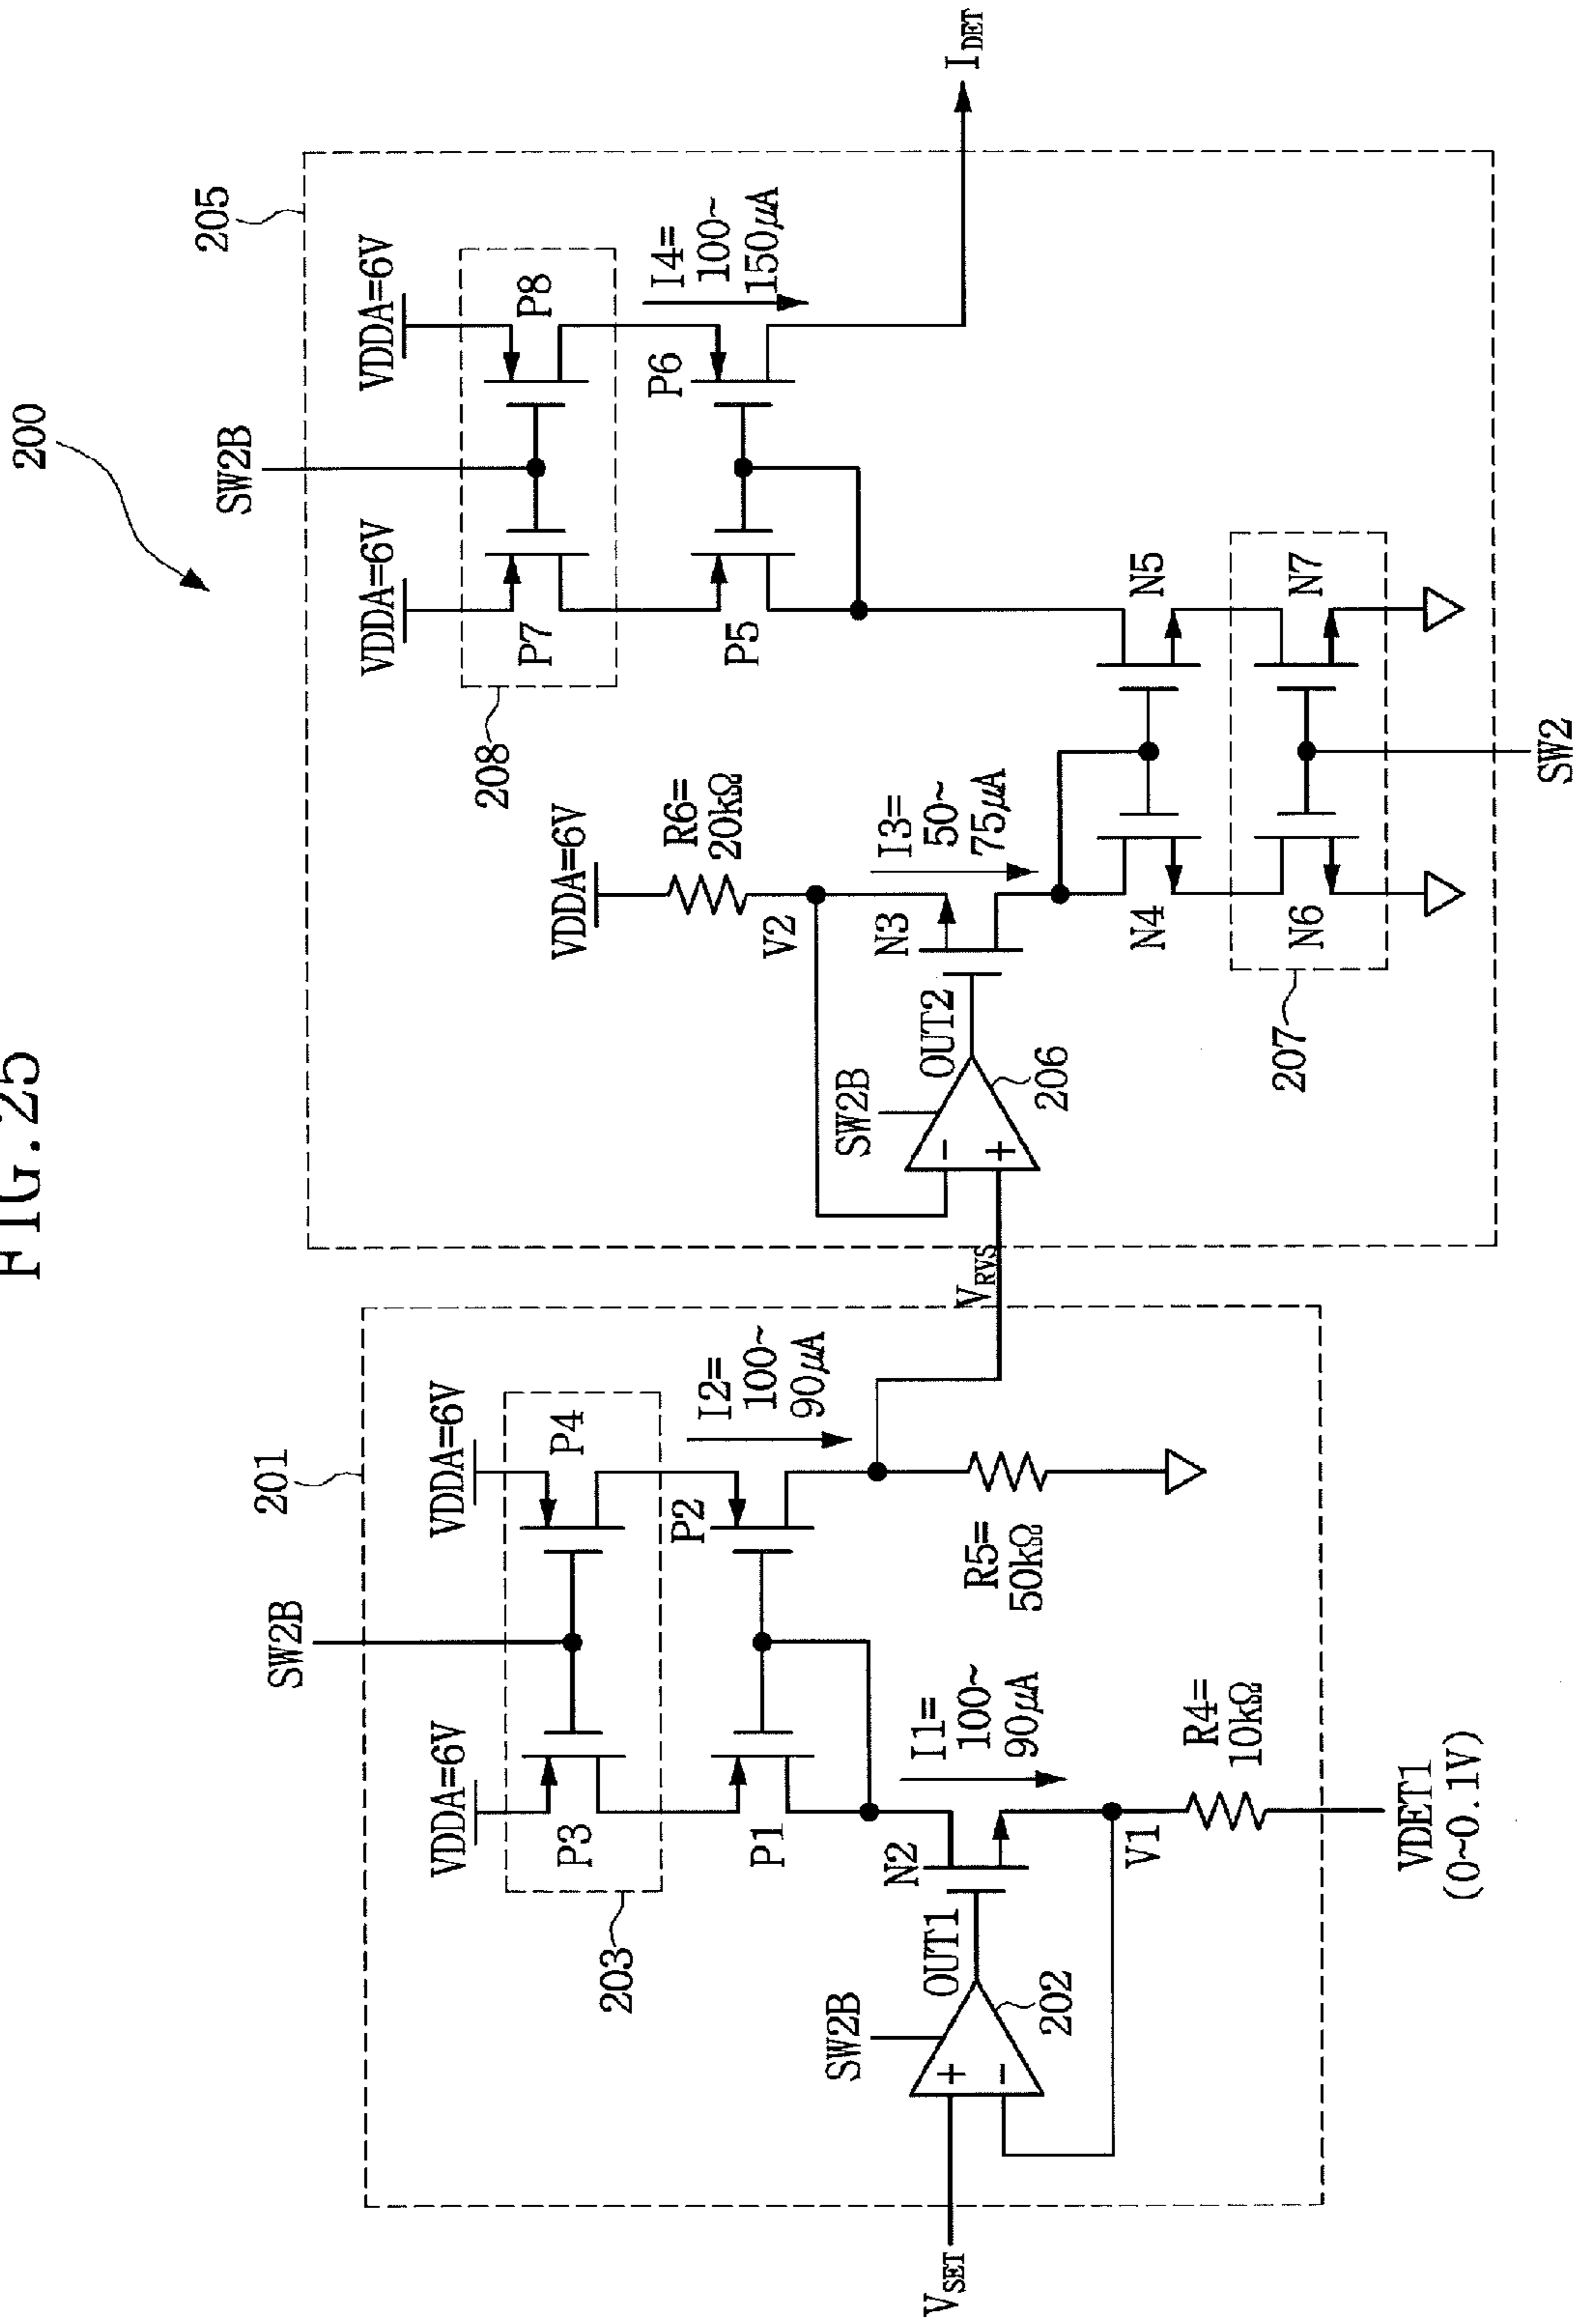 FIG.25
200
205
201
SW2B
VDDA=6V
VDDA=6V
P7
P8
208
P5
P6
I4=
100~
150μA
I_DET
VDDA=6V
R6=
20kΩ
V2
I3=
50~
75μA
N3
OUT2
SW2B
206
-
+
V_RVS
N4
N5
N6
N7
207
SW2
SW2B
VDDA=6V
VDDA=6V
P3
P4
203
P1
P2
I2=
100~
90μA
R5=
50kΩ
I1=
100~
90μA
N2
OUT1
SW2B
202
+
-
V_SET
V1
R4=
10kΩ
VDET1
(0~0.1V)